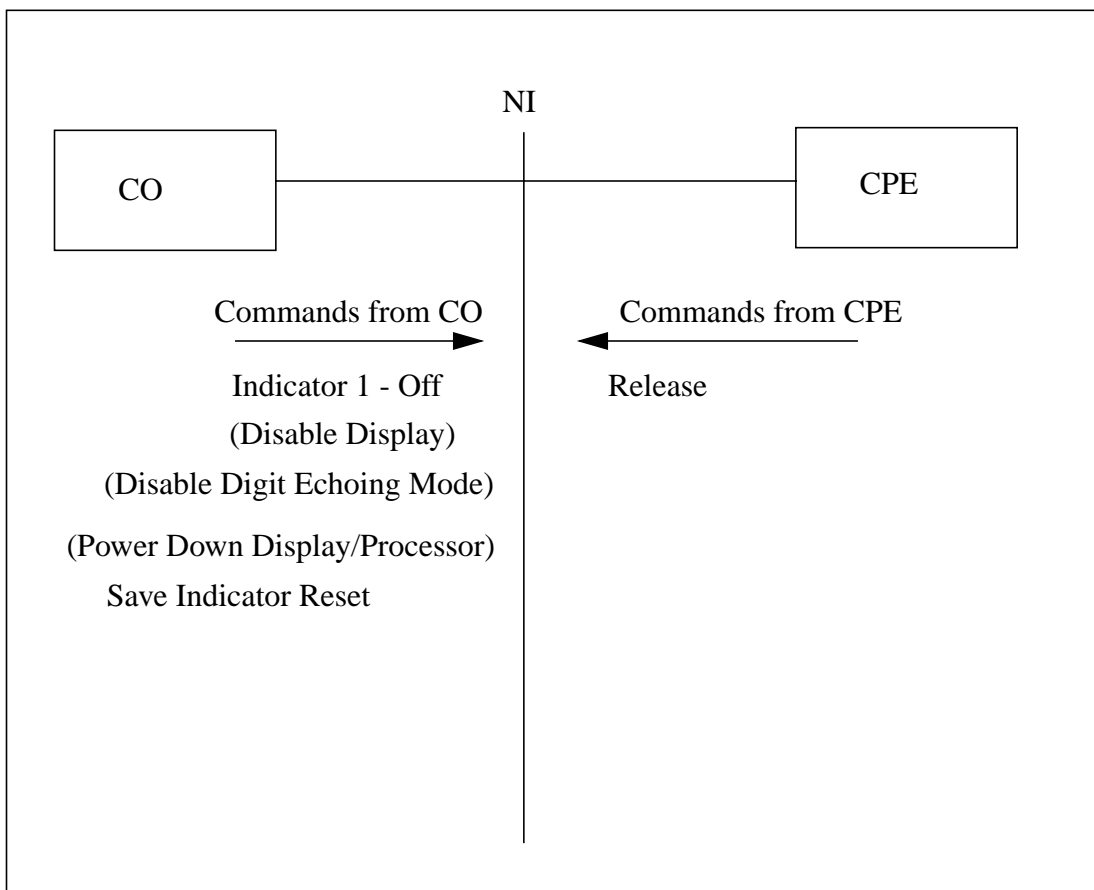 NI
CO
CPE
Commands from CO
Commands from CPE
Indicator 1 - Off
Release
(Disable Display)
(Disable Digit Echoing Mode)
(Power Down Display/Processor)
Save Indicator Reset